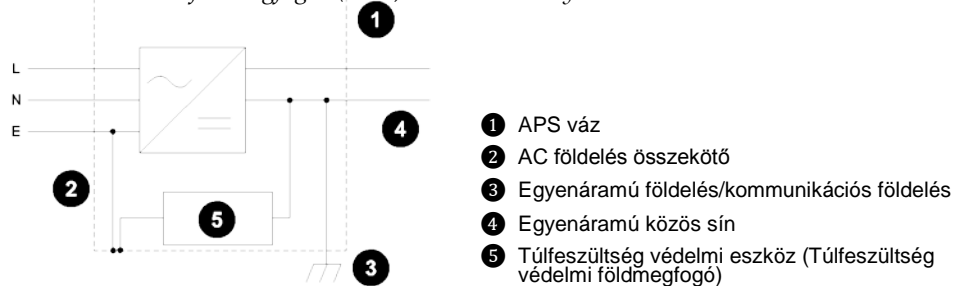 1
L
N
E
4
2
5
3
1 APS váz
2 AC földelés összekötő
3 Egyenáramú földelés/kommunikációs földelés
4 Egyenáramú közös sín
5 Túlfeszültség védelmi eszköz (Túlfeszültség
védelmi földmegfogó)